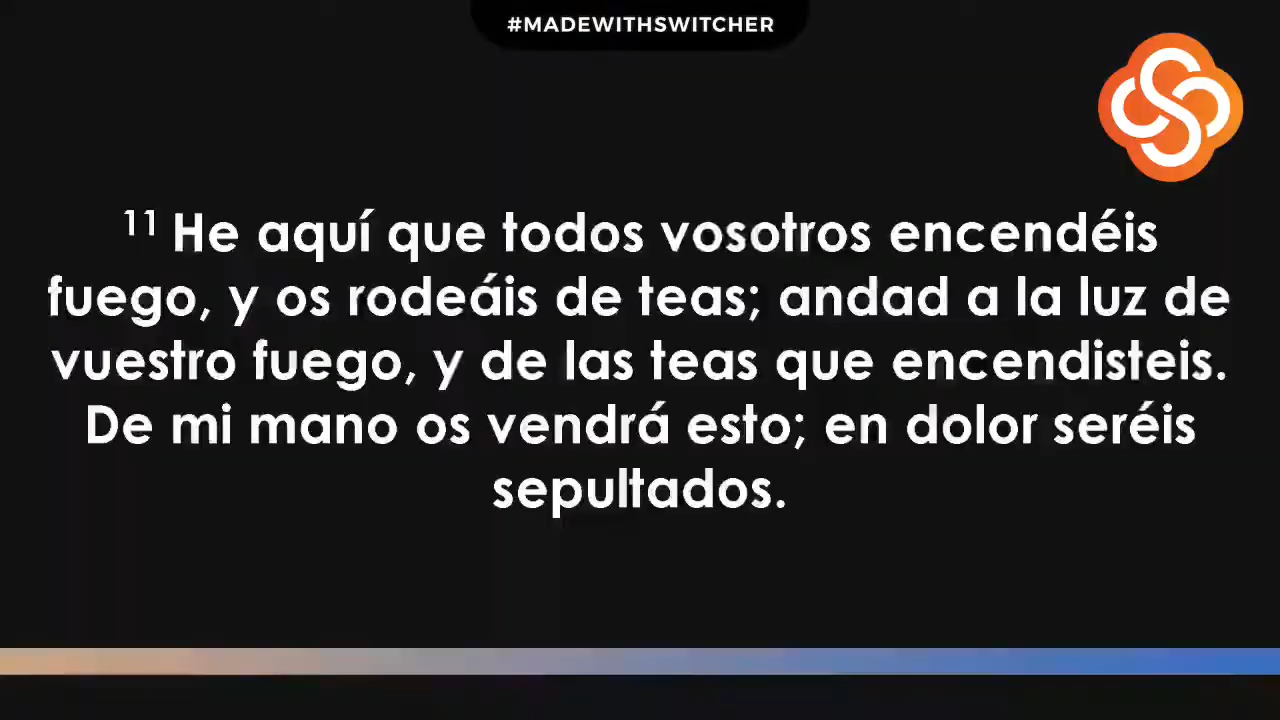 #MADEWITHSWITCHER
11 He aquí que todos vosotros encendéis
fuego, y os rodeáis de teas; andad a la luz de
vuestro fuego, y de las teas que encendisteis.
De mi mano os vendrá esto; en dolor seréis
sepultados.